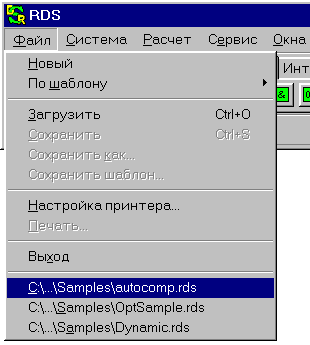 RDS
Файл Система Расчет Сервис Окна
Новый
По шаблону
Инт
Загрузить Ctrl+O
Сохранить Ctrl+S
Сохранить как...
Сохранить шаблон...
Настройка принтера...
Печать...
Выход
C:\...\Samples\autocomp.rds
C:\...\Samples\OptSample.rds
C:\...\Samples\Dynamic.rds